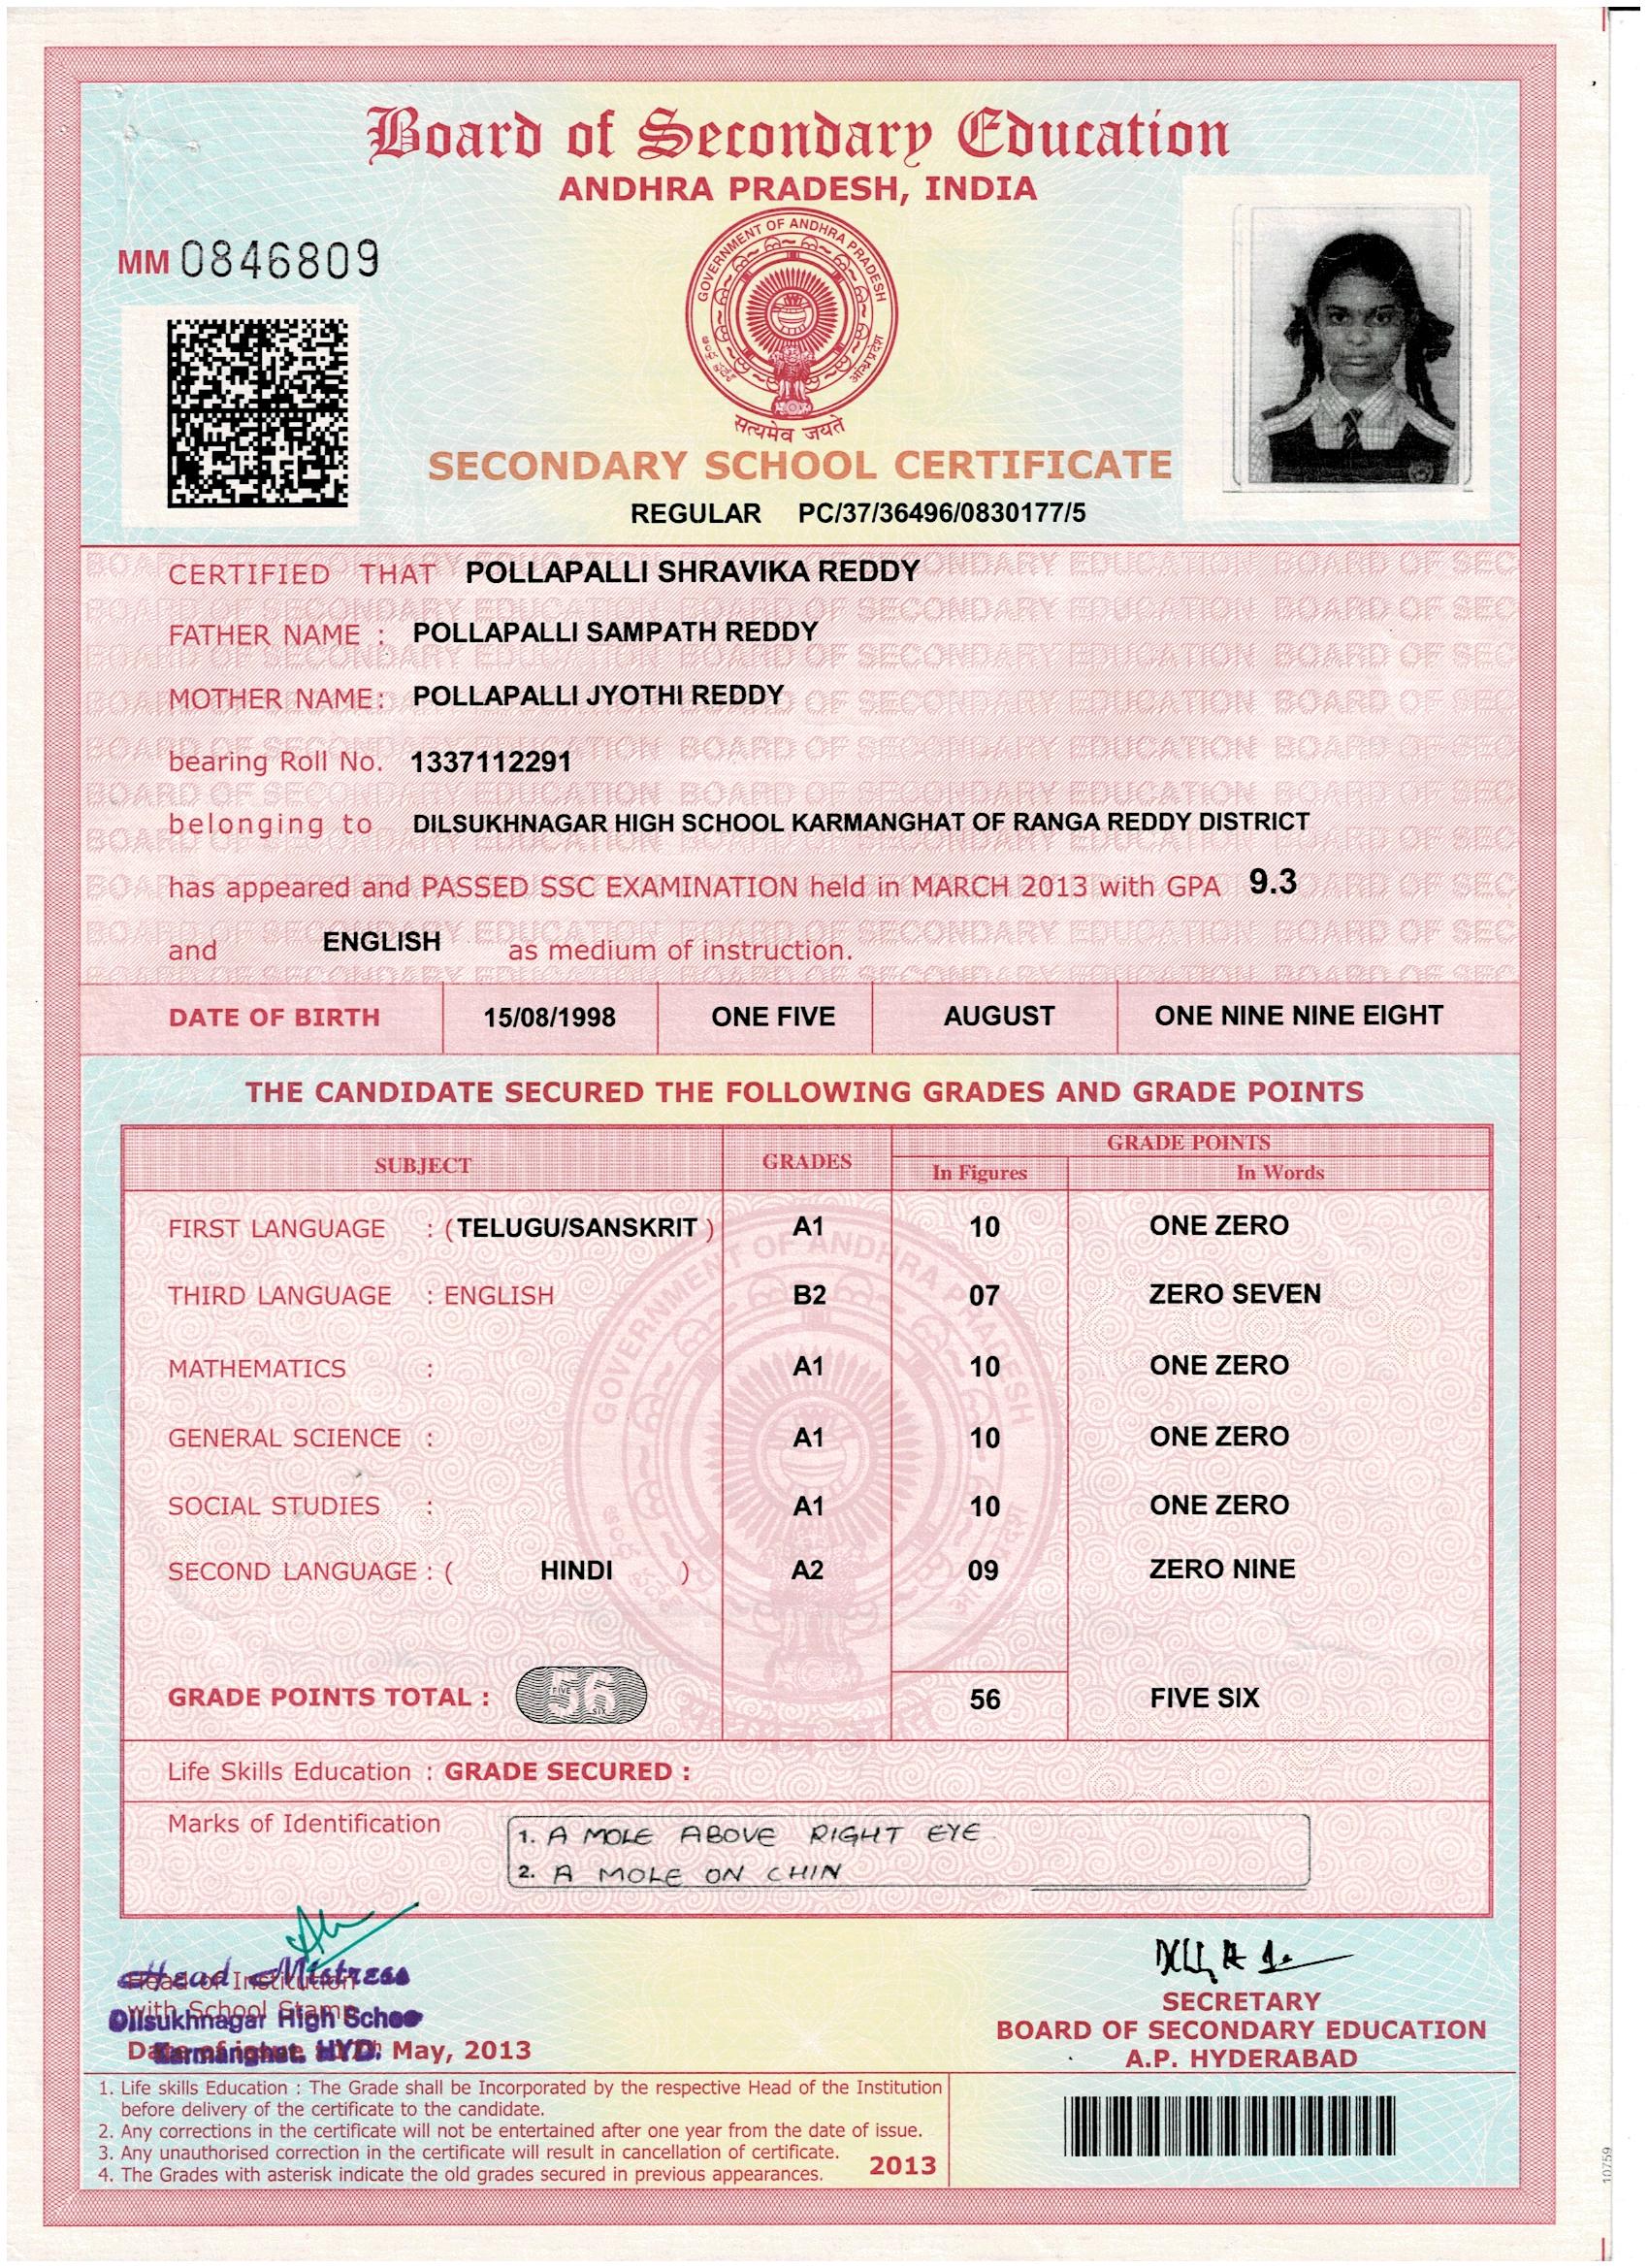 Board of Secondary Education
ANDHRA PRADESH, INDIA
MM 0846809
GOVERNMENT OF ANDHRA PRADESH
सत्यमेव जयते
SECONDARY SCHOOL CERTIFICATE
REGULAR PC/37/36496/0830177/5
CERTIFIED THAT POLLAPALLI SHRAVIKA REDDY
FATHER NAME : POLLAPALLI SAMPATH REDDY
MOTHER NAME : POLLAPALLI JYOTHI REDDY
bearing Roll No. 1337112291
belonging to DILSUKHNAGAR HIGH SCHOOL KARMANGHAT OF RANGA REDDY DISTRICT
has appeared and PASSED SSC EXAMINATION held in MARCH 2013 with GPA 9.3
and ENGLISH as medium of instruction.
DATE OF BIRTH 15/08/1998 ONE FIVE AUGUST ONE NINE NINE EIGHT
THE CANDIDATE SECURED THE FOLLOWING GRADES AND GRADE POINTS
SUBJECT GRADES GRADE POINTS
In Figures In Words
FIRST LANGUAGE : ( TELUGU/SANSKRIT ) A1 10 ONE ZERO
THIRD LANGUAGE : ENGLISH B2 07 ZERO SEVEN
MATHEMATICS : A1 10 ONE ZERO
GENERAL SCIENCE : A1 10 ONE ZERO
SOCIAL STUDIES : A1 10 ONE ZERO
SECOND LANGUAGE : ( HINDI ) A2 09 ZERO NINE
GRADE POINTS TOTAL : 56 56 FIVE SIX
Life Skills Education : GRADE SECURED :
Marks of Identification
1. A MOLE ABOVE RIGHT EYE
2. A MOLE ON CHIN
Head Mistress
Head of Institution
with School Stamp
Dilsukhnagar High School
Karmanghat. HYD.
May, 2013
SECRETARY
BOARD OF SECONDARY EDUCATION
A.P. HYDERABAD
1. Life skills Education : The Grade shall be Incorporated by the respective Head of the Institution
before delivery of the certificate to the candidate.
2. Any corrections in the certificate will not be entertained after one year from the date of issue.
3. Any unauthorised correction in the certificate will result in cancellation of certificate.
4. The Grades with asterisk indicate the old grades secured in previous appearances.
2013
10759